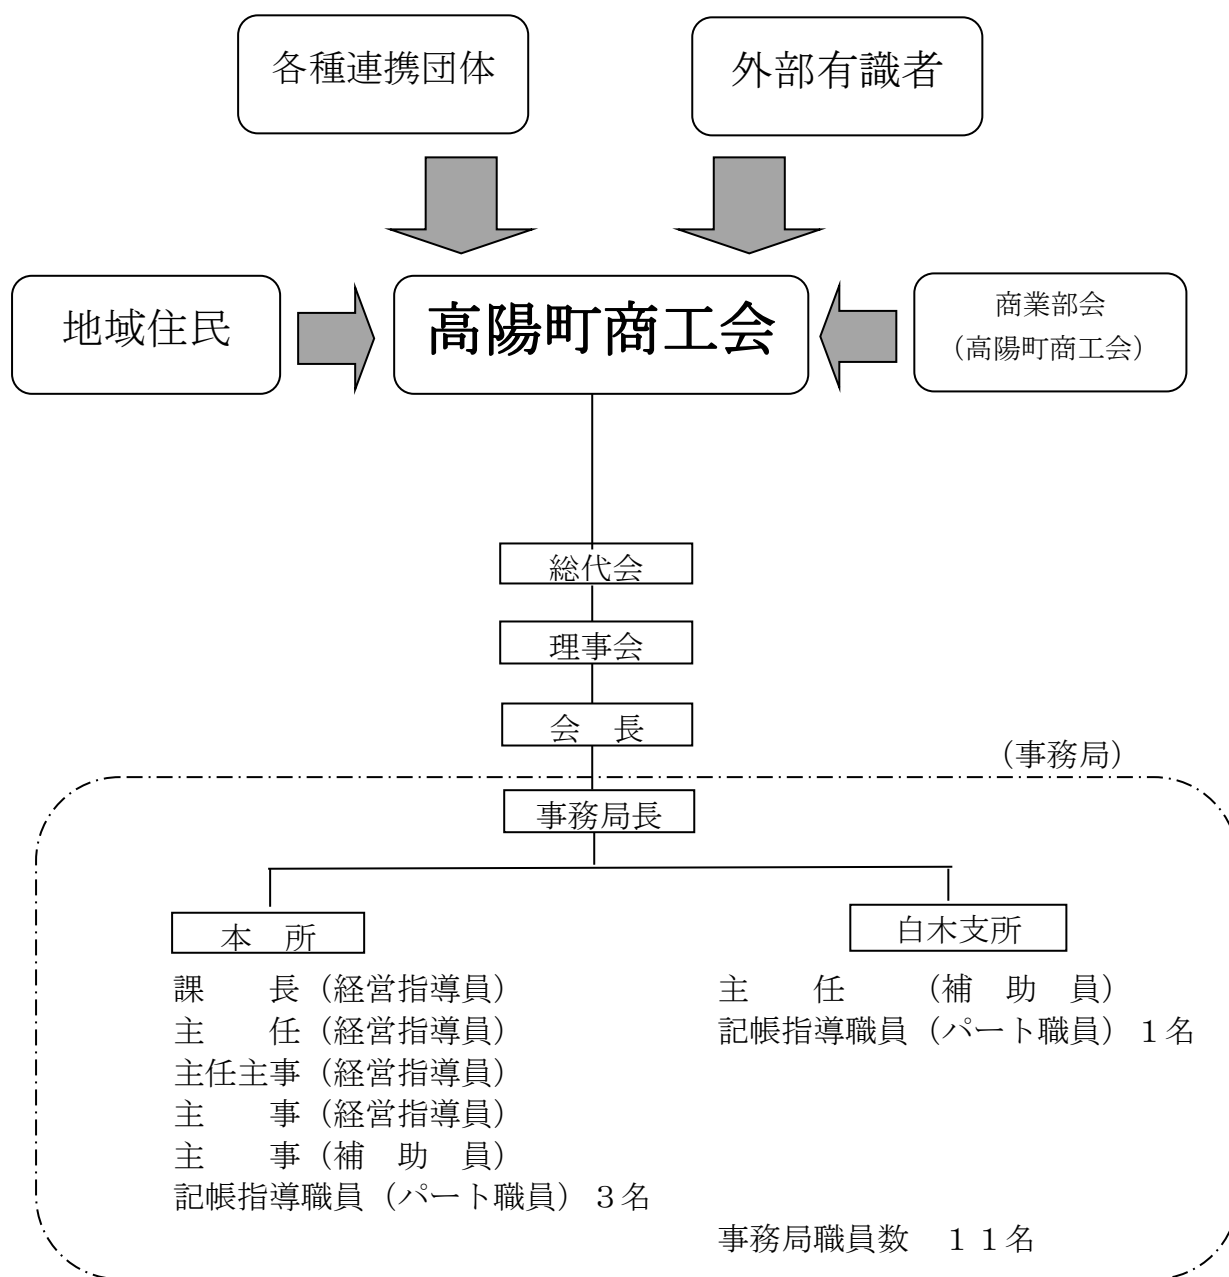 各種連携団体
外部有識者
地域住民
高陽町商工会
商業部会
（高陽町商工会）
総代会
理事会
会　長
（事務局）
事務局長
本　所
課　　長（経営指導員）
主　　任（経営指導員）
主任主事（経営指導員）
主　　事（経営指導員）
主　　事（補　助　員）
記帳指導職員（パート職員）３名
白木支所
主　　任　　（補　助　員）
記帳指導職員（パート職員）１名
事務局職員数　１１名